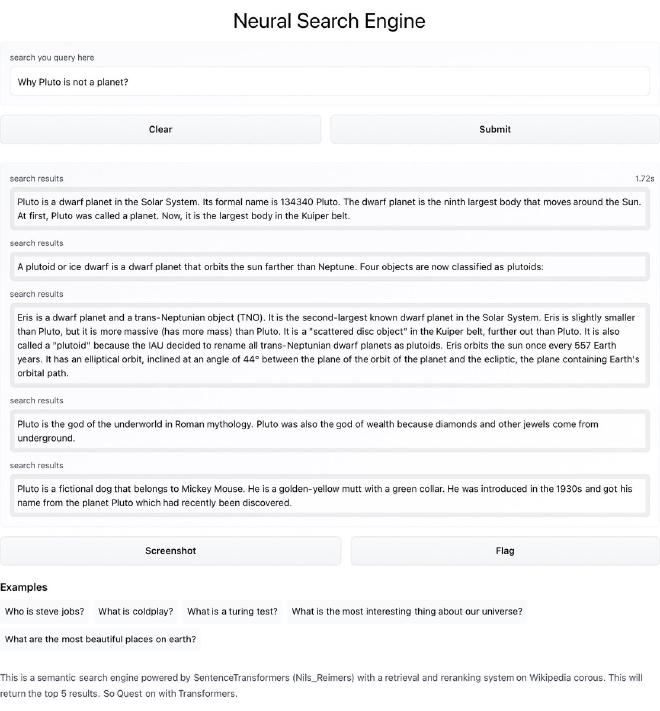 Neural Search Engine
search you query here
Why Pluto is not a planet?
Clear
Submit
search results
1.72s
Pluto is a dwarf planet in the Solar System. Its formal name is 134340 Pluto. The dwarf planet is the ninth largest body that moves around the Sun.
At first, Pluto was called a planet. Now, it is the largest body in the Kuiper belt.
search results
A plutoid or ice dwarf is a dwarf planet that orbits the sun farther than Neptune. Four objects are now classified as plutoids:
search results
Eris is a dwarf planet and a trans-Neptunian object (TNO). It is the second-largest known dwarf planet in the Solar System. Eris is slightly smaller
than Pluto, but it is more massive (has more mass) than Pluto. It is a "scattered disc object" in the Kuiper belt, further out than Pluto. It is also
called a "plutoid" because the IAU decided to rename all trans-Neptunian dwarf planets as plutoids. Eris orbits the sun once every 557 Earth
years. It has an elliptical orbit, inclined at an angle of 44° between the plane of the orbit of the planet and the ecliptic, the plane containing Earth's
orbital path.
search results
Pluto is the god of the underworld in Roman mythology. Pluto was also the god of wealth because diamonds and other jewels come from
underground.
search results
Pluto is a fictional dog that belongs to Mickey Mouse. He is a golden-yellow mutt with a green collar. He was introduced in the 1930s and got his
name from the planet Pluto which had recently been discovered.
Screenshot
Flag
Examples
Who is steve jobs?
What is coldplay?
What is a turing test?
What is the most interesting thing about our universe?
What are the most beautiful places on earth?
This is a semantic search engine powered by SentenceTransformers (Nils_Reimers) with a retrieval and reranking system on Wikipedia corous. This will
return the top 5 results. So Quest on with Transformers.